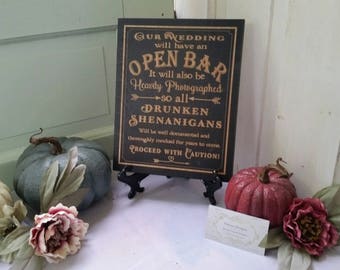 Our Wedding
will have an
OPEN BAR
It will also be
Heavily Photographed
so all
DRUNKEN
SHENANIGANS
Will be well documented and
thoroughly mocked for years to come.
PROCEED WITH CAUTION!